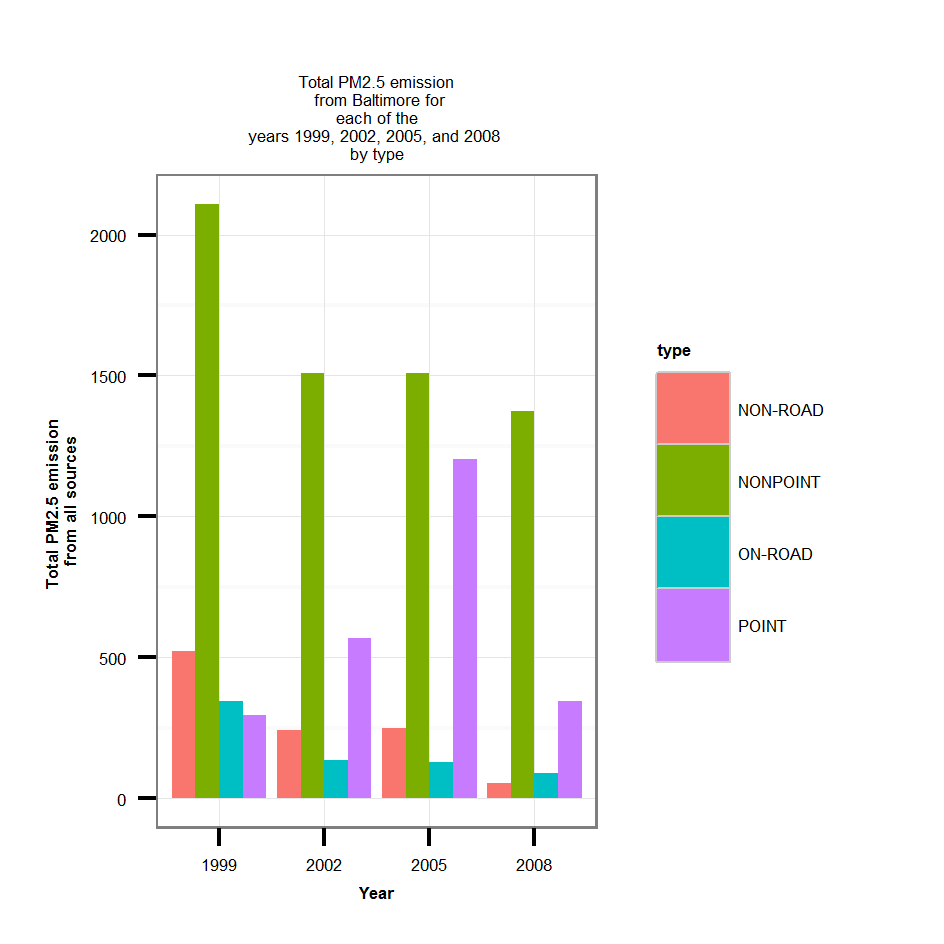 Total PM2.5 emission
from Baltimore for
each of the
years 1999, 2002, 2005, and 2008
by type
Total PM2.5 emission
from all sources
2000
1500
1000
500
0
1999 2002 2005 2008
Year
type
NON-ROAD
NONPOINT
ON-ROAD
POINT